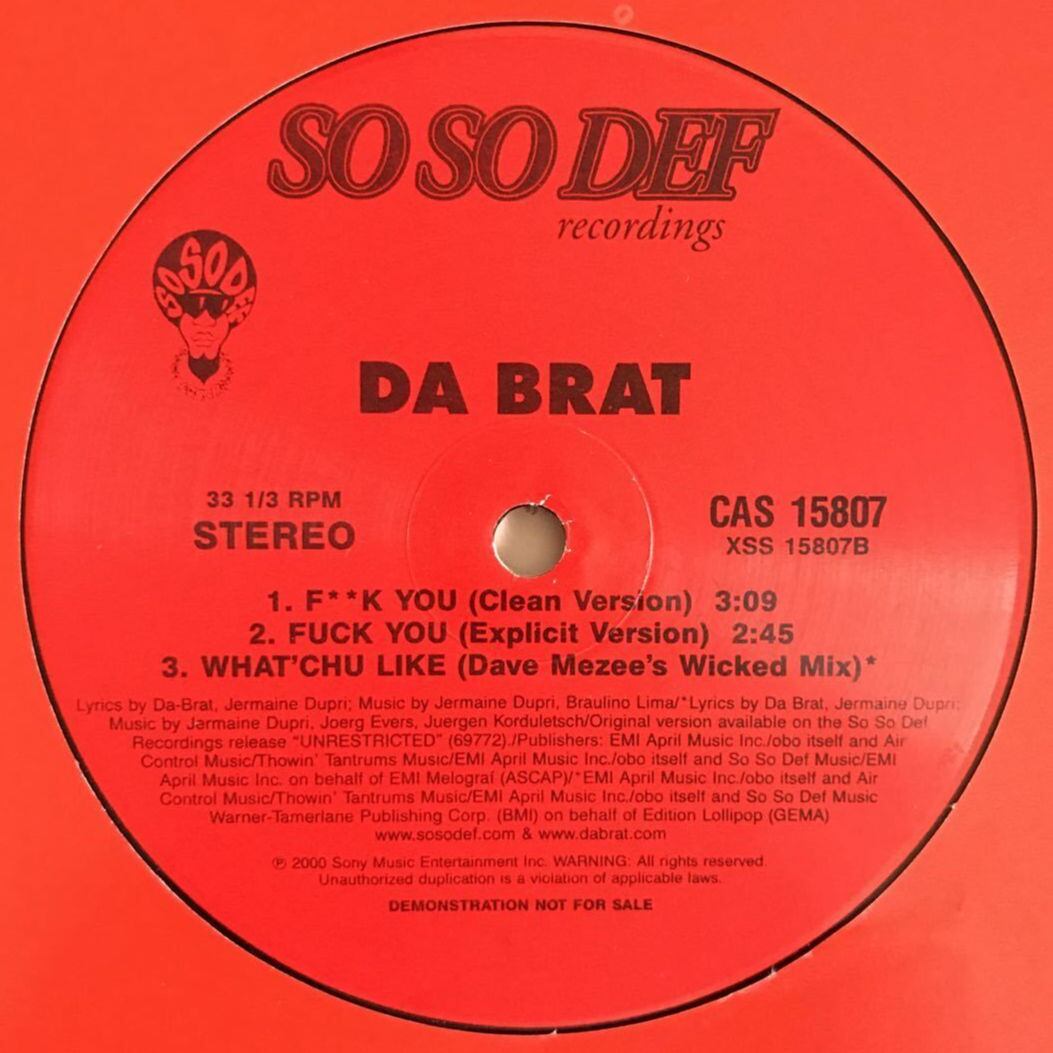 SO SO DEF
recordings
SO SO DEF
DA BRAT
33 1/3 RPM
STEREO
CAS 15807
XSS 15807B
1. F**K YOU (Clean Version) 3:09
2. FUCK YOU (Explicit Version) 2:45
3. WHAT'CHU LIKE (Dave Mezee's Wicked Mix)*
Lyrics by Da-Brat, Jermaine Dupri; Music by Jermaine Dupri, Braulino Lima/*Lyrics by Da Brat, Jermaine Dupri;
Music by Jarmaine Dupri, Joerg Evers, Juergen Korduletsch/Original version available on the So So Def
Recordings release "UNRESTRICTED" (69772)./Publishers: EMI April Music Inc./obo itself and Air
Control Music/Thowin' Tantrums Music/EMI April Music Inc./obo itself and So So Def Music/EMI
April Music Inc. on behalf of EMI Melograf (ASCAP)/*EMI April Music Inc./obo itself and Air
Control Music/Thowin' Tantrums Music/EMI April Music Inc./obo itself and So So Def Music
Warner-Tamerlane Publishing Corp. (BMI) on behalf of Edition Lollipop (GEMA)
www.sosodef.com & www.dabrat.com
℗ 2000 Sony Music Entertainment Inc. WARNING: All rights reserved.
Unauthorized duplication is a violation of applicable laws.
DEMONSTRATION NOT FOR SALE